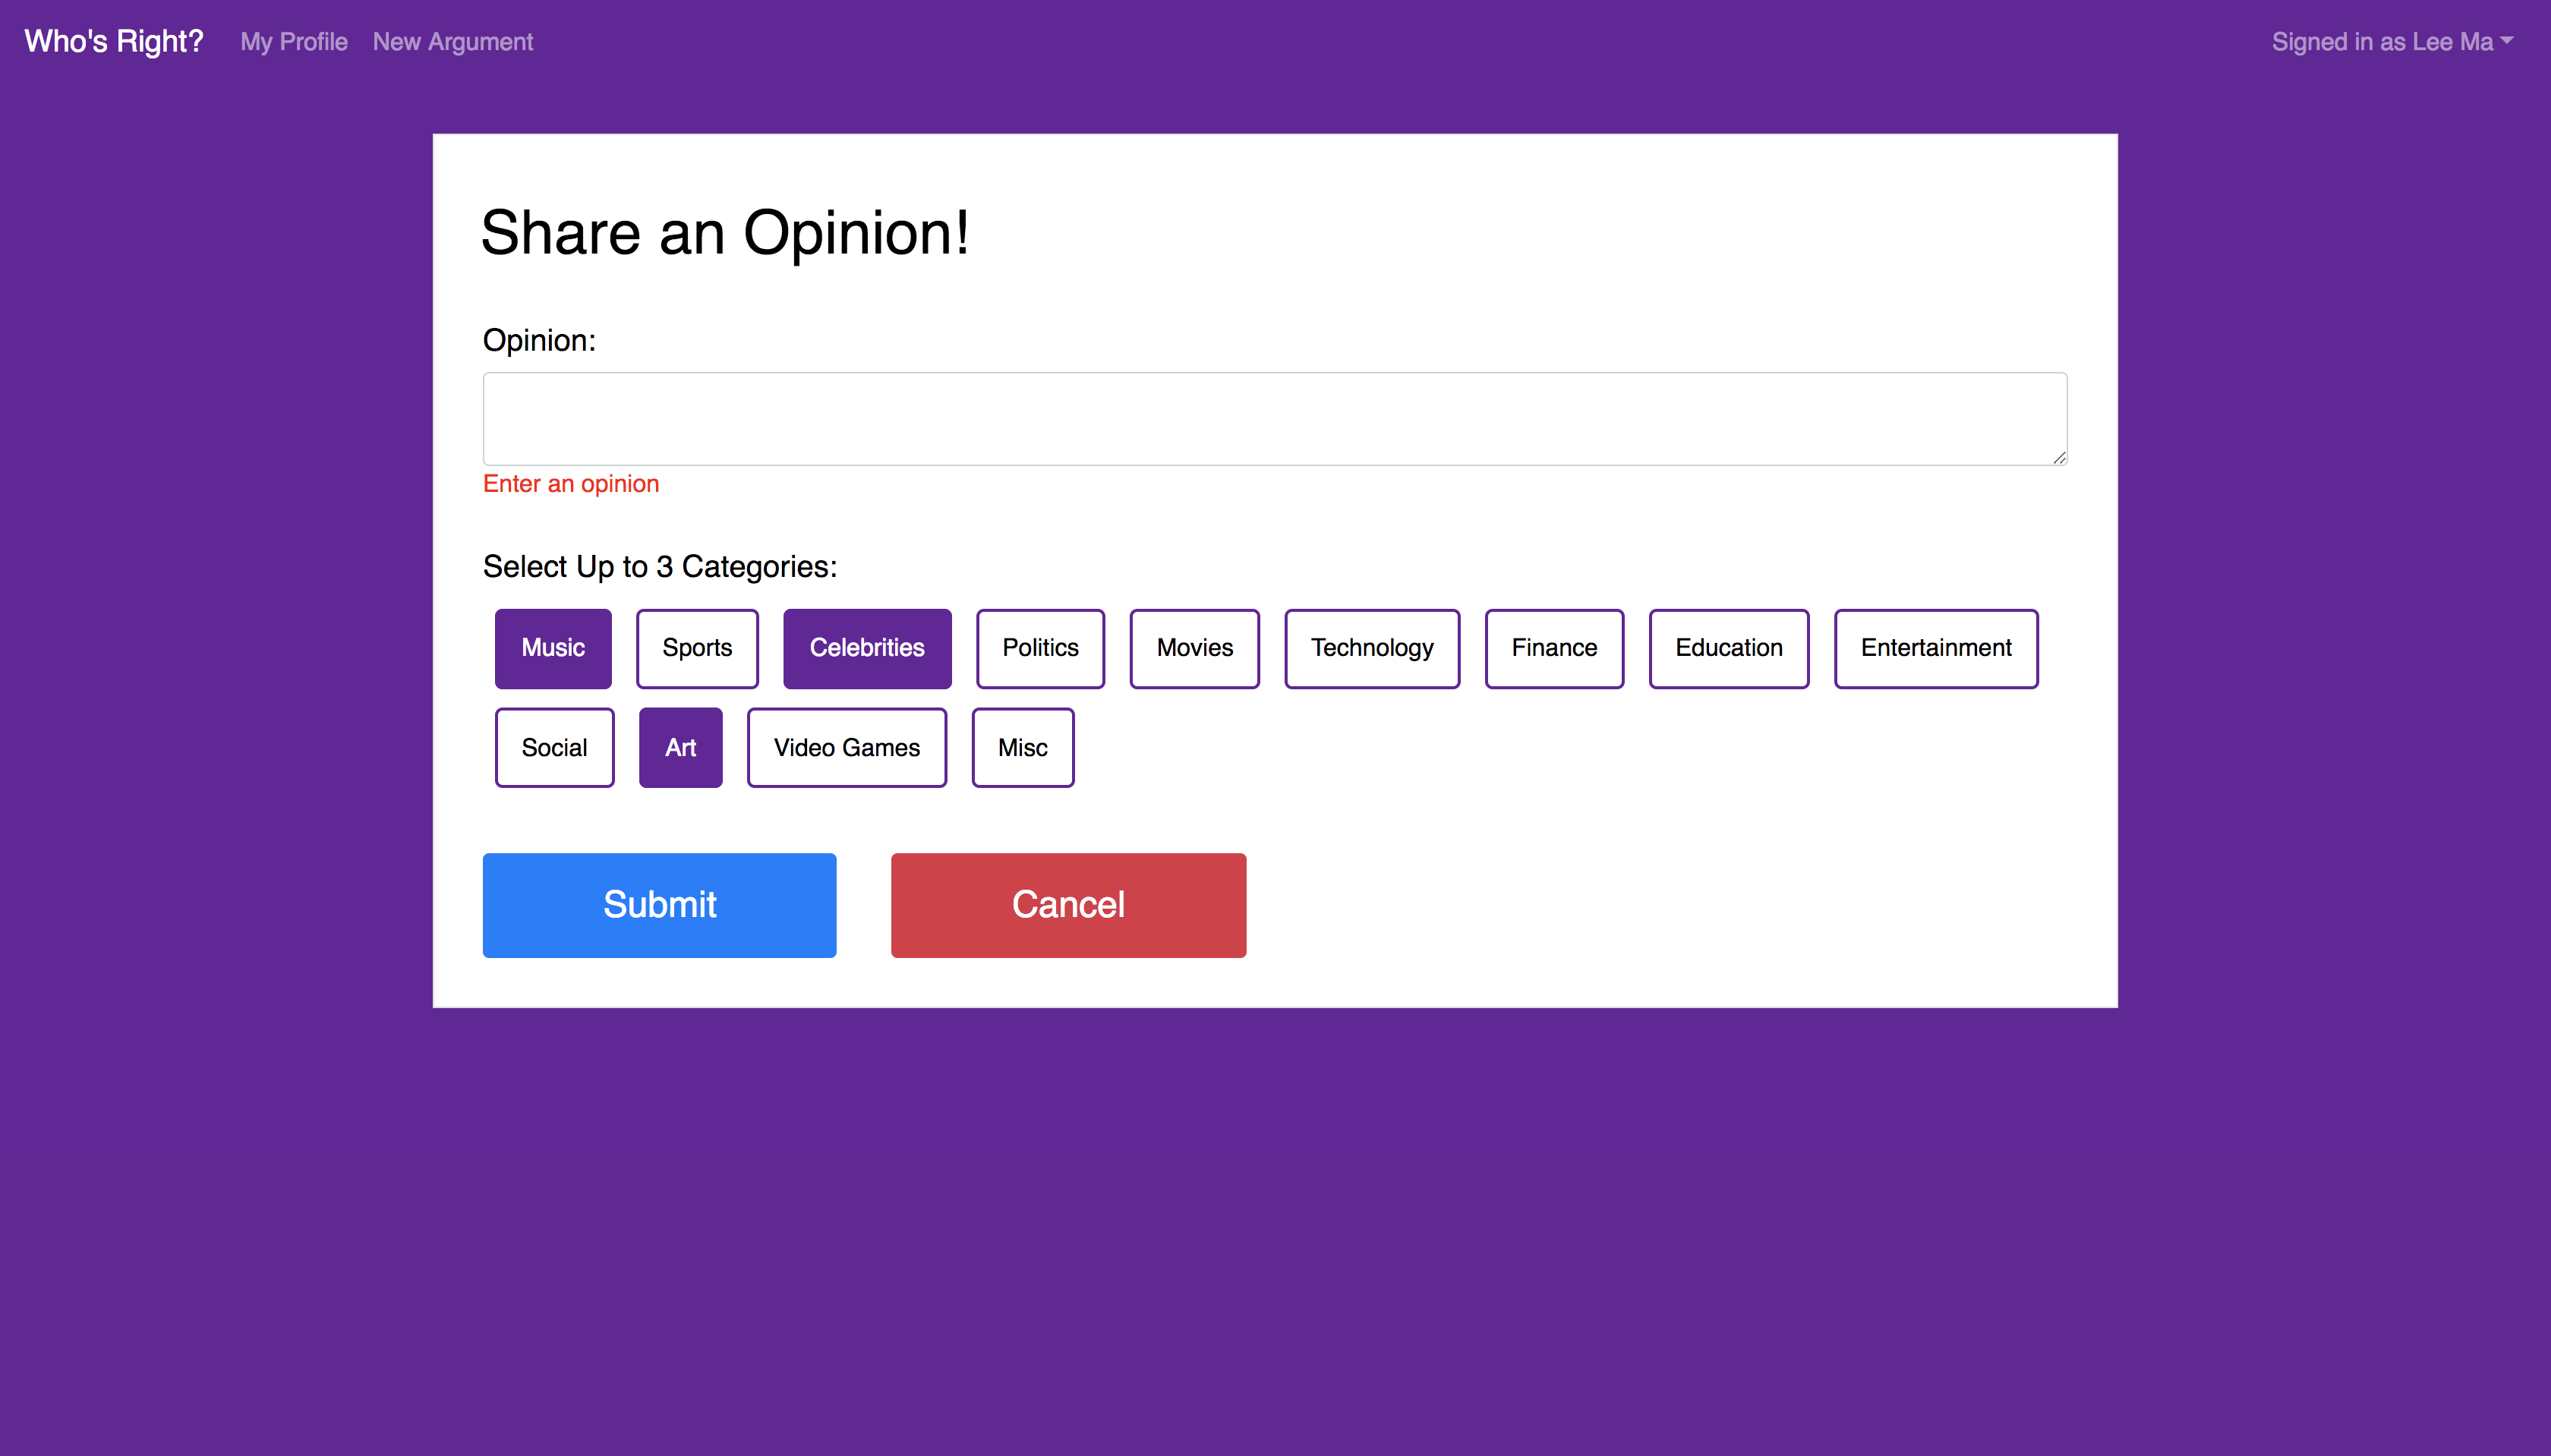 Who's Right? My Profile New Argument Signed in as Lee Ma
Share an Opinion!
Opinion:
Enter an opinion
Select Up to 3 Categories:
Music Sports Celebrities Politics Movies Technology Finance Education Entertainment
Social Art Video Games Misc
Submit Cancel